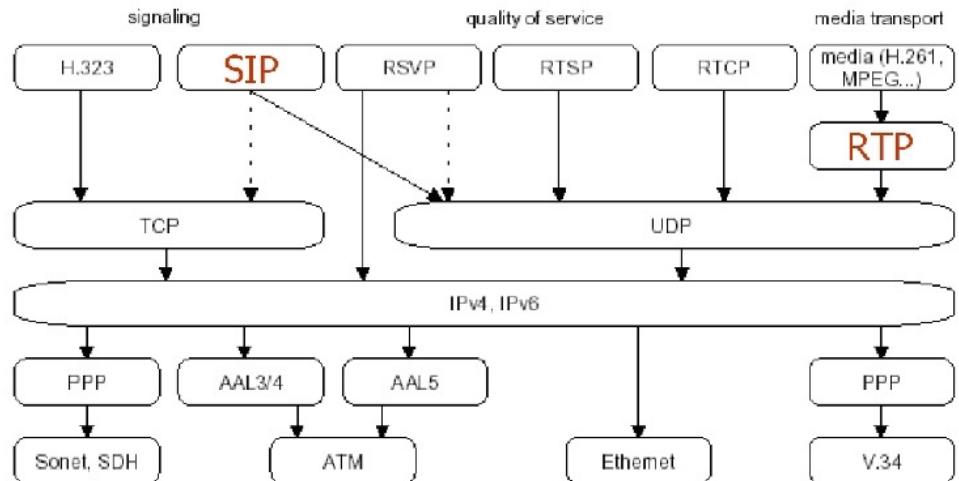 signaling
quality of service
media transport
H.323
SIP
RSVP
RTSP
RTCP
media (H.261,
MPEG...)
RTP
TCP
UDP
IPv4, IPv6
PPP
AAL3/4
AAL5
PPP
Sonet, SDH
ATM
Ethernet
V.34